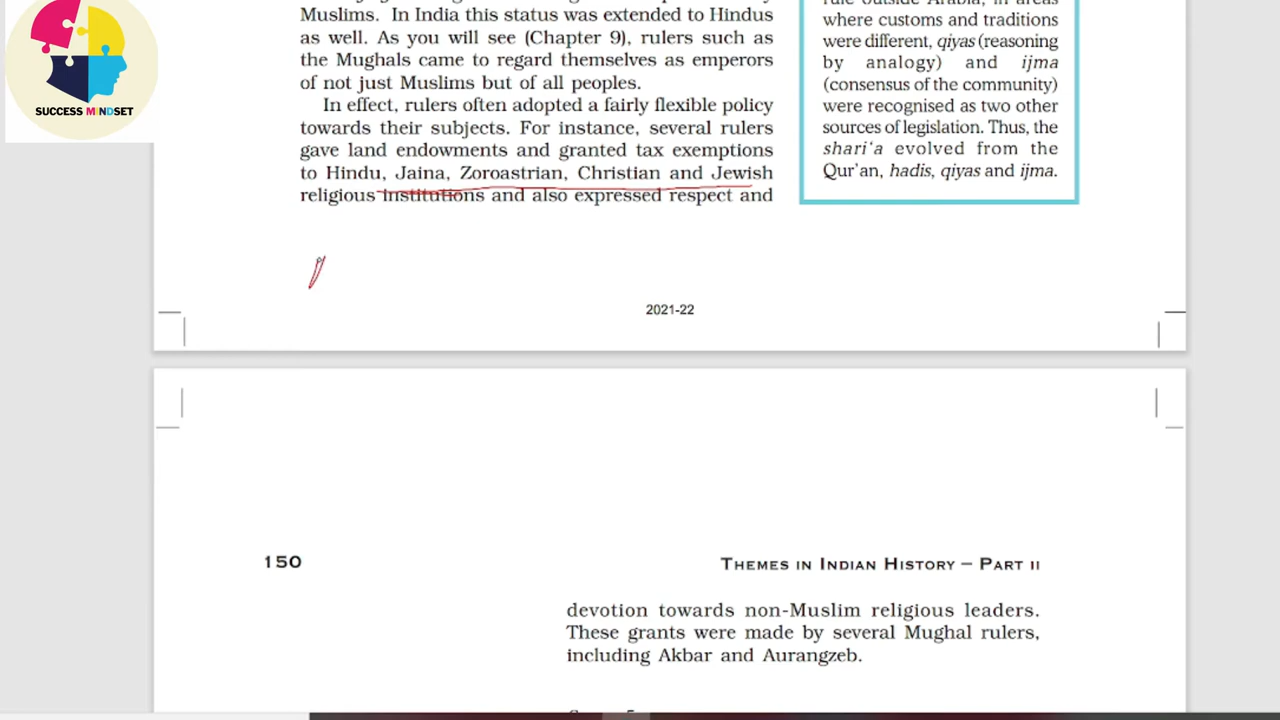 SUCCESS MINDSET
Muslims. In India this status was extended to Hindus
as well. As you will see (Chapter 9), rulers such as
the Mughals came to regard themselves as emperors
of not just Muslims but of all peoples.
In effect, rulers often adopted a fairly flexible policy
towards their subjects. For instance, several rulers
gave land endowments and granted tax exemptions
to Hindu, Jaina, Zoroastrian, Christian and Jewish
religious institutions and also expressed respect and
rule outside Arabia, in areas
where customs and traditions
were different, qiyas (reasoning
by analogy) and ijma
(consensus of the community)
were recognised as two other
sources of legislation. Thus, the
shari'a evolved from the
Qur'an, hadis, qiyas and ijma.
2021-22
150
THEMES IN INDIAN HISTORY – PART II
devotion towards non-Muslim religious leaders.
These grants were made by several Mughal rulers,
including Akbar and Aurangzeb.